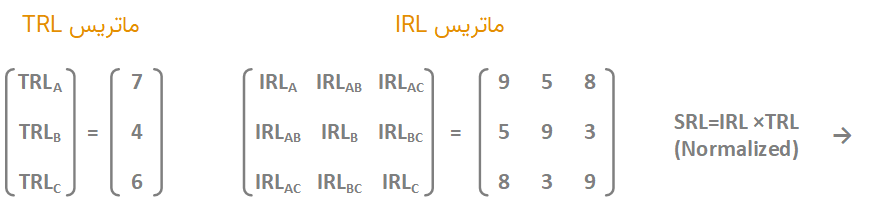 ماتریس TRL
ماتریس IRL
TRLA 7 IRLA IRLAB IRLAC 9 5 8
TRLB = 4 IRLAB IRLB IRLBC = 5 9 3 SRL=IRL ×TRL
(Normalized) →
TRLC 6 IRLAC IRLBC IRLC 8 3 9